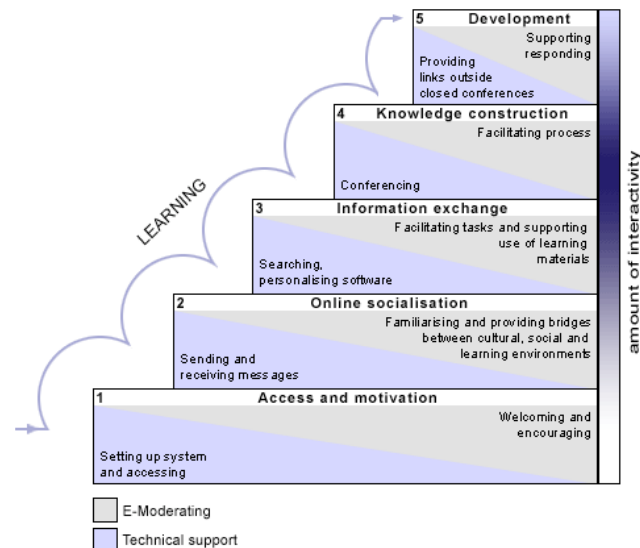 5 Development
Supporting
responding
Providing
links outside
closed conferences
4 Knowledge construction
Facilitating process
Conferencing
3 Information exchange
Facilitating tasks and supporting
use of learning
materials
Searching,
personalising software
2 Online socialisation
Familiarising and providing bridges
between cultural, social and
learning environments
Sending and
receiving messages
1 Access and motivation
Welcoming and
encouraging
Setting up system
and accessing
LEARNING
amount of interactivity
E-Moderating
Technical support